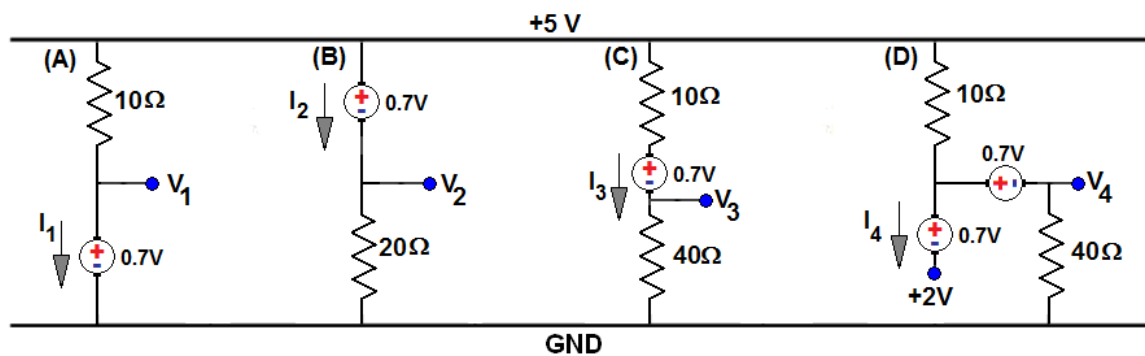 +5 V
(A)
10Ω
V1
I1
+
-
0.7V
(B)
I2
+
-
0.7V
V2
20Ω
(C)
10Ω
I3
+
-
0.7V
V3
40Ω
(D)
10Ω
0.7V
+
-
V4
I4
+
-
0.7V
40Ω
+2V
GND